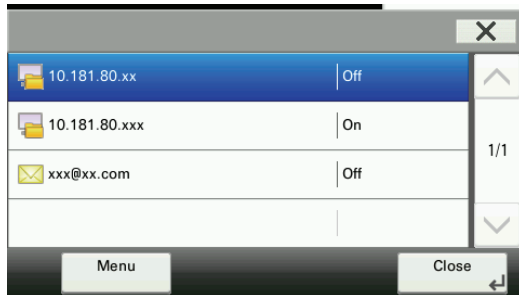 10.181.80.xx Off
10.181.80.xxx On
1/1
xxx@xx.com Off
Menu Close